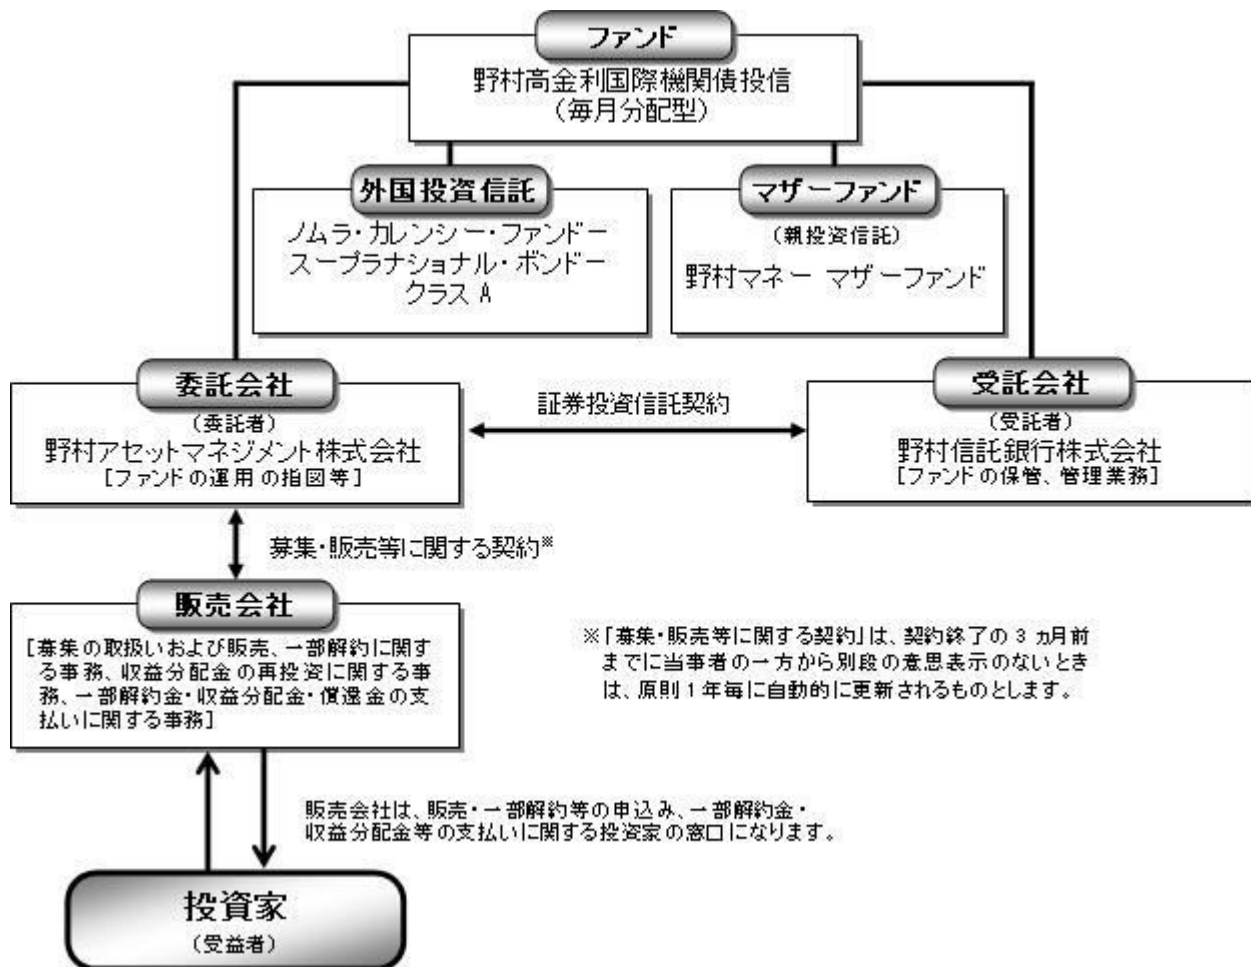 ファンド
野村高金利国際機関債投信
（毎月分配型）
外国投資信託
ノムラ・カレンシー・ファンドー
スープラナショナル・ボンドー
クラスA
マザーファンド
（親投資信託）
野村マネー マザーファンド
委託会社
（委託者）
野村アセットマネジメント株式会社
[ファンドの運用の指図等]
証券投資信託契約
受託会社
（受託者）
野村信託銀行株式会社
[ファンドの保管、管理業務]
募集・販売等に関する契約※
販売会社
[募集の取扱いおよび販売、一部解約に関す
る事務、収益分配金の再投資に関する事
務、一部解約金・収益分配金・償還金の支
払いに関する事務]
※「募集・販売等に関する契約」は、契約終了の3ヵ月前
までに当事者の一方から別段の意思表示のないとき
は、原則1年毎に自動的に更新されるものとします。
販売会社は、販売・一部解約等の申込み、一部解約金・
収益分配金等の支払いに関する投資家の窓口になります。
投資家
（受益者）